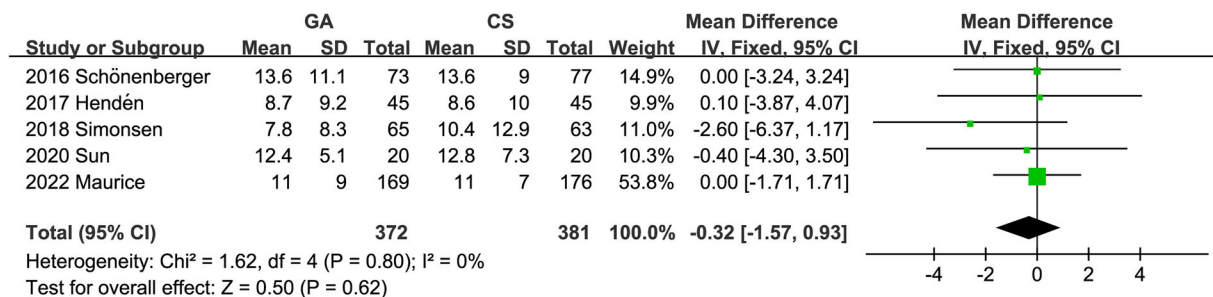 GA CS Mean Difference Mean Difference
Study or Subgroup Mean SD Total Mean SD Total Weight IV, Fixed, 95% CI IV, Fixed, 95% CI
2016 Schönenberger 13.6 11.1 73 13.6 9 77 14.9% 0.00 [-3.24, 3.24]
2017 Hendén 8.7 9.2 45 8.6 10 45 9.9% 0.10 [-3.87, 4.07]
2018 Simonsen 7.8 8.3 65 10.4 12.9 63 11.0% -2.60 [-6.37, 1.17]
2020 Sun 12.4 5.1 20 12.8 7.3 20 10.3% -0.40 [-4.30, 3.50]
2022 Maurice 11 9 169 11 7 176 53.8% 0.00 [-1.71, 1.71]
Total (95% CI) 372 381 100.0% -0.32 [-1.57, 0.93]
Heterogeneity: Chi² = 1.62, df = 4 (P = 0.80); I² = 0%
Test for overall effect: Z = 0.50 (P = 0.62)
-4 -2 0 2 4